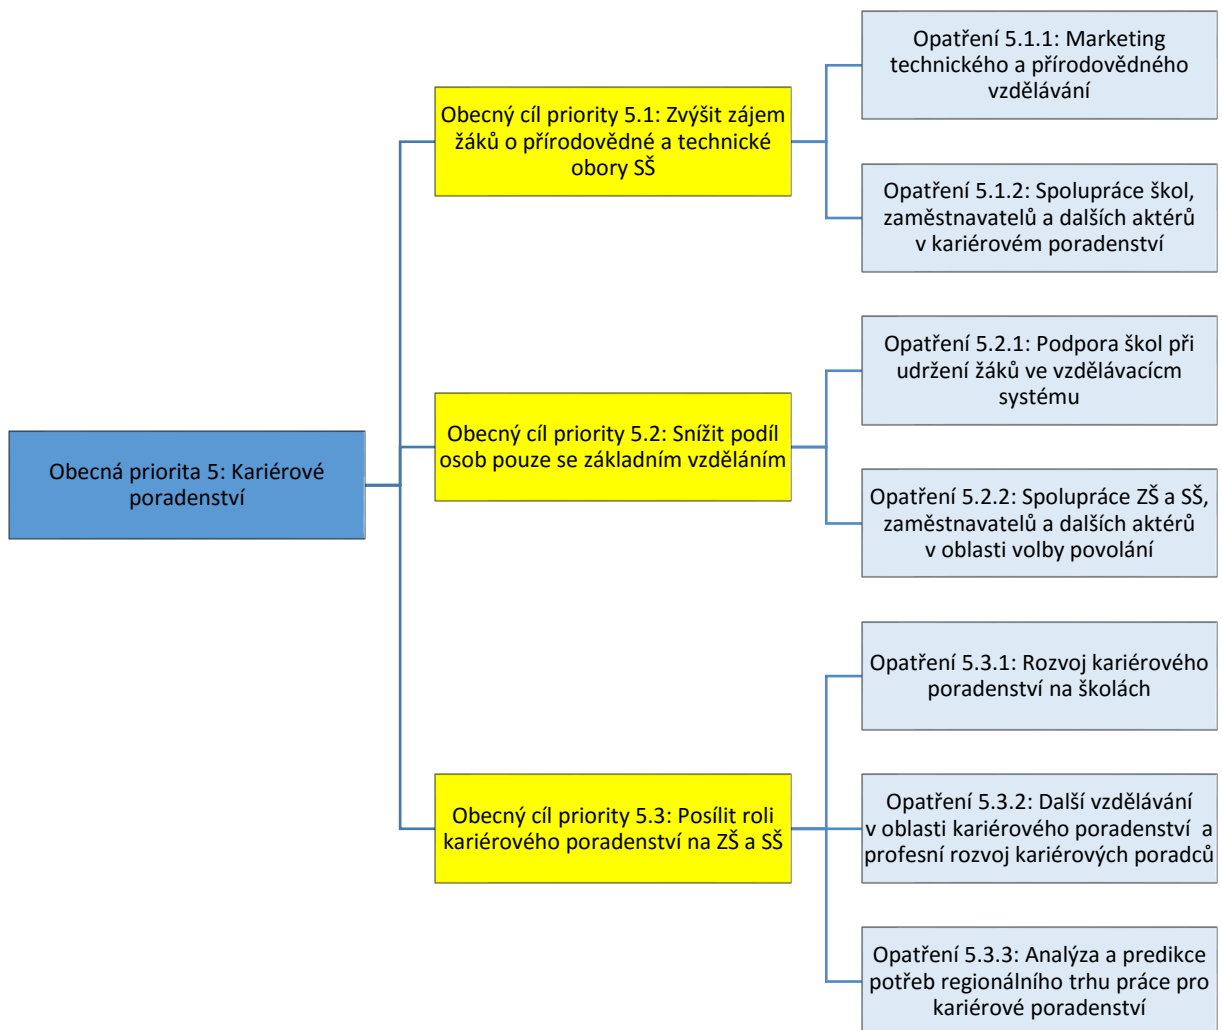 Obecná priorita 5: Kariérové
poradenství
Obecný cíl priority 5.1: Zvýšit zájem
žáků o přírodovědné a technické
obory SŠ
Opatření 5.1.1: Marketing
technického a přírodovědného
vzdělávání
Opatření 5.1.2: Spolupráce škol,
zaměstnavatelů a dalších aktérů
v kariérovém poradenství
Obecný cíl priority 5.2: Snížit podíl
osob pouze se základním vzděláním
Opatření 5.2.1: Podpora škol při
udržení žáků ve vzdělávacícm
systému
Opatření 5.2.2: Spolupráce ZŠ a SŠ,
zaměstnavatelů a dalších aktérů
v oblasti volby povolání
Obecný cíl priority 5.3: Posílit roli
kariérového poradenství na ZŠ a SŠ
Opatření 5.3.1: Rozvoj kariérového
poradenství na školách
Opatření 5.3.2: Další vzdělávání
v oblasti kariérového poradenství a
profesní rozvoj kariérových poradců
Opatření 5.3.3: Analýza a predikce
potřeb regionálního trhu práce pro
kariérové poradenství